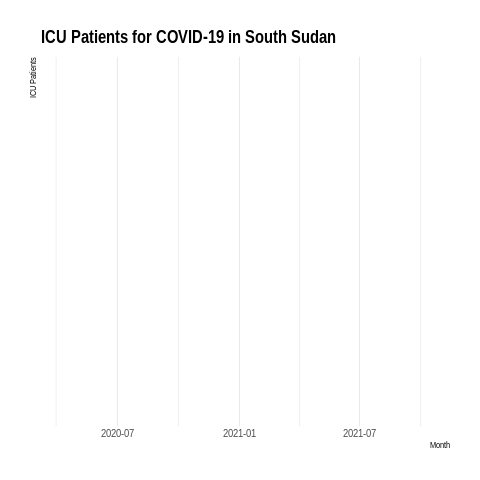 ICU Patients for COVID-19 in South Sudan
ICU Patients
2020-07
2021-01
2021-07
Month